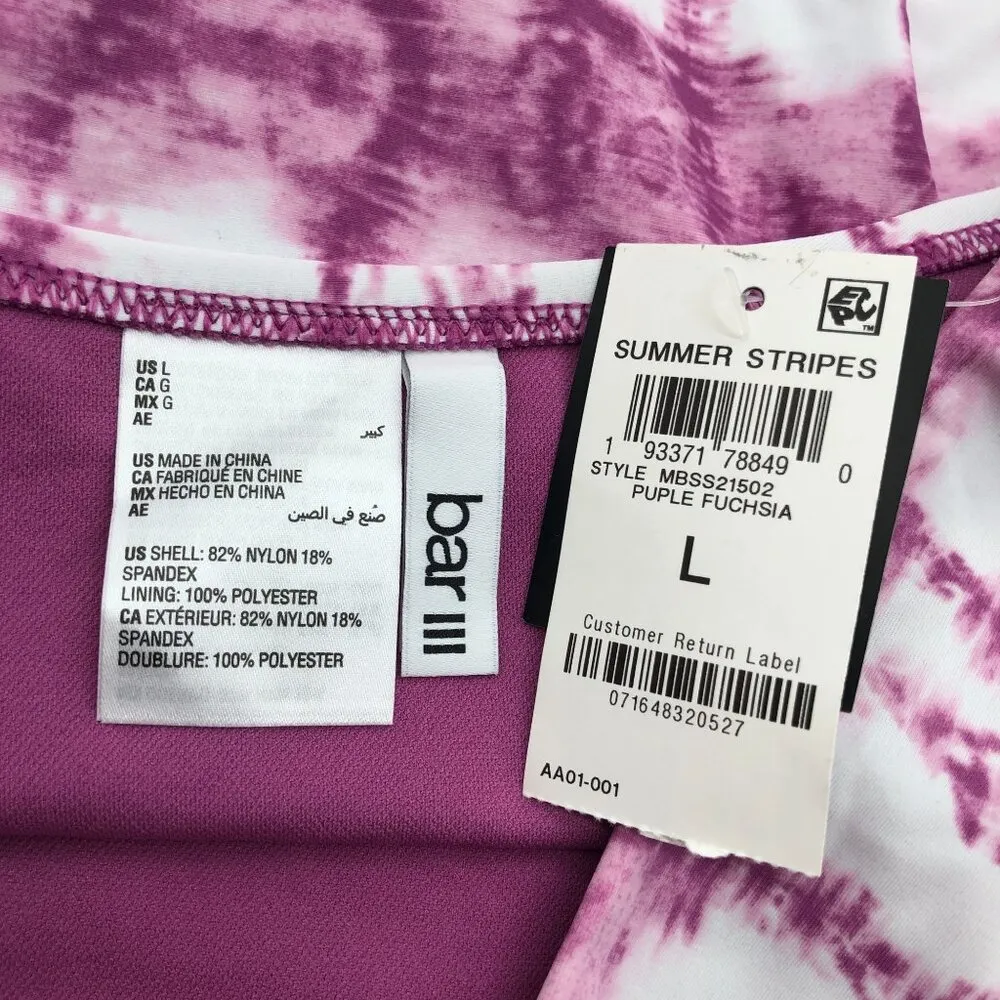 US L
CA G
MX G
AE
كبير
US MADE IN CHINA
CA FABRIQUÉ EN CHINE
MX HECHO EN CHINA
AE
صُنع في الصين
US SHELL: 82% NYLON 18%
SPANDEX
LINING: 100% POLYESTER
CA EXTÉRIEUR: 82% NYLON 18%
SPANDEX
DOUBLURE: 100% POLYESTER
bar III
EPC TM
SUMMER STRIPES
1 93371 78849 0
STYLE MBSS21502
PUPLE FUCHSIA
L
Customer Return Label
071648320527
AA01-001